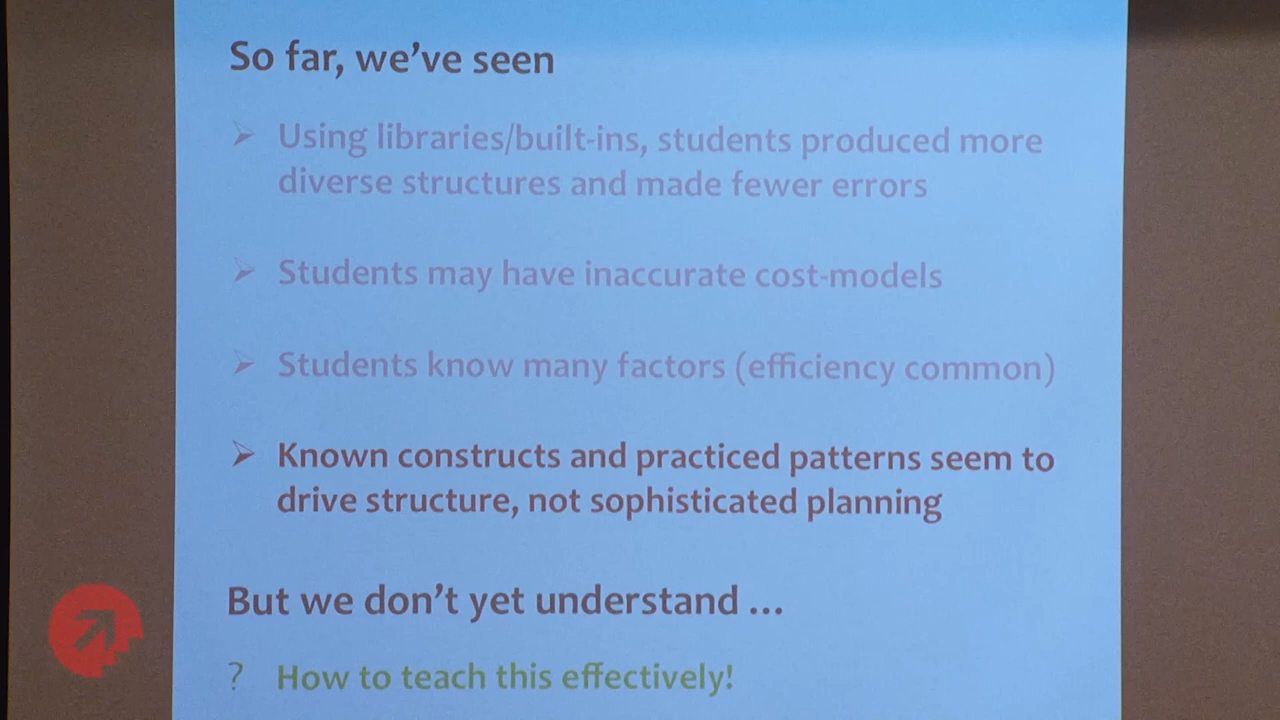 So far, we've seen
➢ Using libraries/built-ins, students produced more
diverse structures and made fewer errors
➢ Students may have inaccurate cost-models
➢ Students know many factors (efficiency common)
➢ Known constructs and practiced patterns seem to
drive structure, not sophisticated planning
But we don't yet understand ...
? How to teach this effectively!